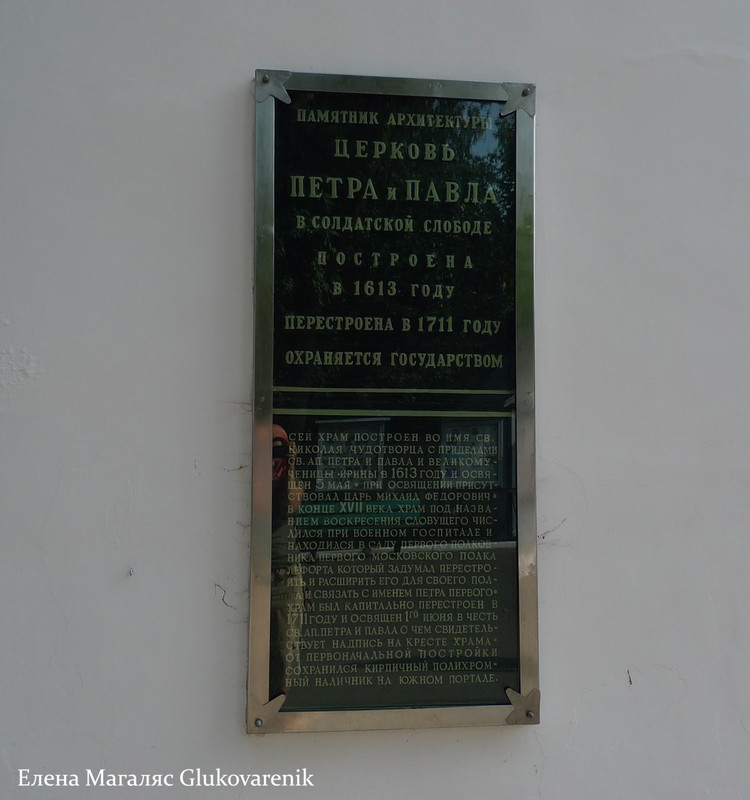 ПАМЯТНИК АРХИТЕКТУРЫ
ЦЕРКОВЬ
ПЕТРА и ПАВЛА
В СОЛДАТСКОЙ СЛОБОДЕ
ПОСТРОЕНА
В 1613 ГОДУ
ПЕРЕСТРОЕНА В 1711 ГОДУ
ОХРАНЯЕТСЯ ГОСУДАРСТВОМ
СЕЙ ХРАМ ПОСТРОЕН ВО ИМЯ СВ.
НИКОЛАЯ ЧУДОТВОРЦА С ПРИДЕЛАМИ
СВ. АП. ПЕТРА И ПАВЛА И ВЕЛИКОМУ-
ЧЕНИЦЫ ИРИНЫ В 1613 ГОДУ И ОСВЯ-
ЩЕН 5 МАЯ • ПРИ ОСВЯЩЕНИИ ПРИСУТ-
СТВОВАЛ ЦАРЬ МИХАИЛ ФЕДОРОВИЧ •
В КОНЦЕ XVII ВЕКА ХРАМ ПОД НАЗВА-
НИЕМ ВОСКРЕСЕНИЯ СЛОВУЩЕГО ЧИС-
ЛИЛСЯ ПРИ ВОЕННОМ ГОСПИТАЛЕ И
НАХОДИЛСЯ В САДУ ПЕРВОГО ПОЛКОВ-
НИКА ПЕРВОГО МОСКОВСКОГО ПОЛКА
ЛЕФОРТА КОТОРЫЙ ЗАДУМАЛ ПЕРЕСТРО-
ИТЬ И РАСШИРИТЬ ЕГО ДЛЯ СВОЕГО ПОЛ-
КА И СВЯЗАТЬ С ИМЕНЕМ ПЕТРА ПЕРВОГО •
ХРАМ БЫЛ КАПИТАЛЬНО ПЕРЕСТРОЕН В
1711 ГОДУ И ОСВЯЩЕН 1ГО ИЮНЯ В ЧЕСТЬ
СВ. АП. ПЕТРА И ПАВЛА О ЧЕМ СВИДЕТЕЛЬ-
СТВУЕТ НАДПИСЬ НА КРЕСТЕ ХРАМА •
ОТ ПЕРВОНАЧАЛЬНОЙ ПОСТРОЙКИ
СОХРАНИЛСЯ КИРПИЧНЫЙ ПОЛИХРОМ-
НЫЙ НАЛИЧНИК НА ЮЖНОМ ПОРТАЛЕ.
Елена Магаляс Glukovarenik